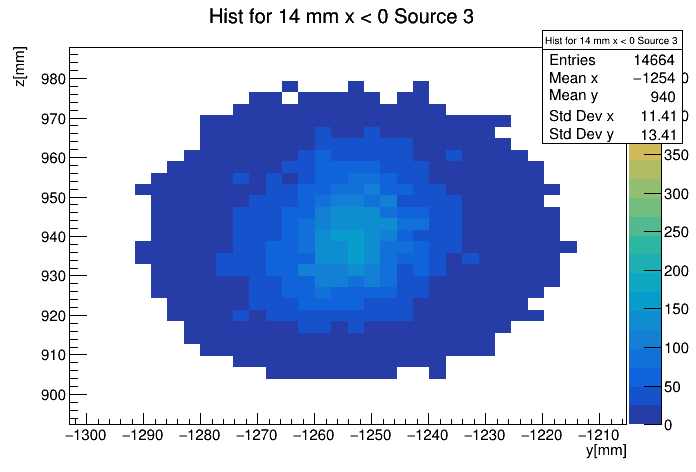 Hist for 14 mm x < 0 Source 3
z[mm]
Hist for 14 mm x < 0 Source 3
Entries 14664
Mean x −1254
Mean y 940
Std Dev x 11.41
Std Dev y 13.41
980
970
960
950
940
930
920
910
900
0
0
350
300
250
200
150
100
50
0
−1300 −1290 −1280 −1270 −1260 −1250 −1240 −1230 −1220 −1210
y[mm]